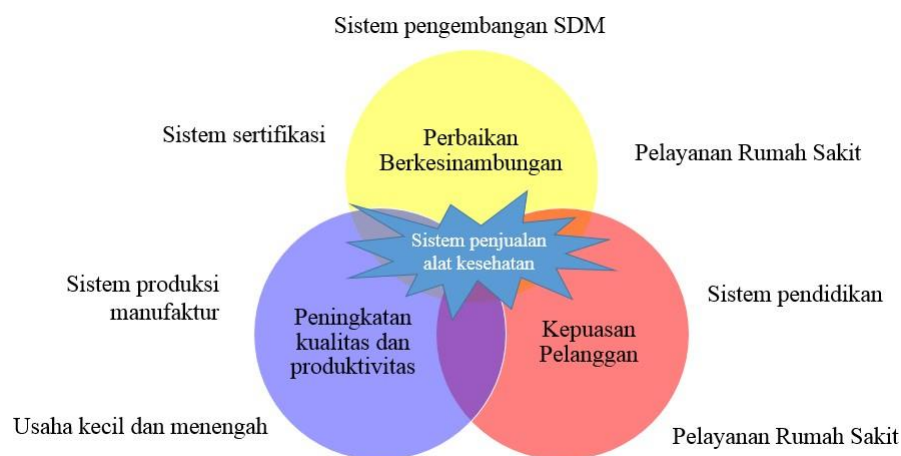 Sistem pengembangan SDM
Sistem sertifikasi
Perbaikan
Berkesinambungan
Pelayanan Rumah Sakit
Sistem penjualan
alat kesehatan
Sistem produksi
manufaktur
Peningkatan
kualitas dan
produktivitas
Kepuasan
Pelanggan
Sistem pendidikan
Usaha kecil dan menengah
Pelayanan Rumah Sakit